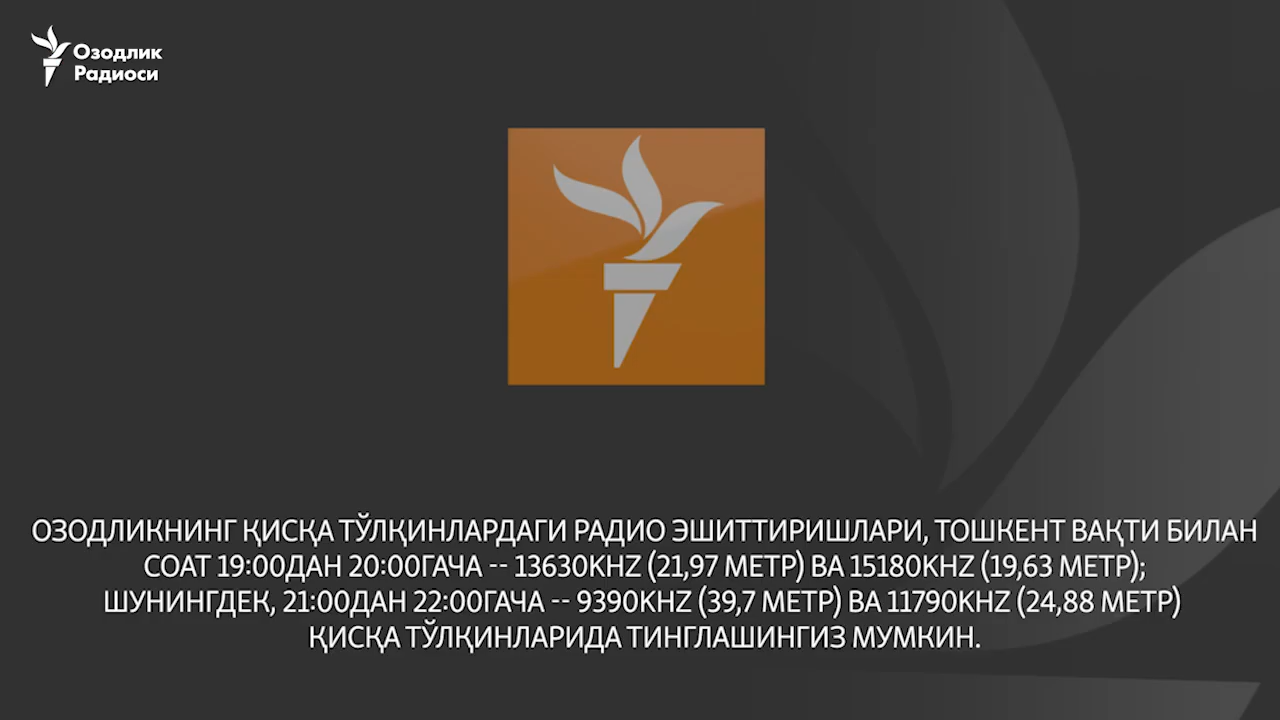 Озодлик
Радиоси
ОЗОДЛИКНИНГ ҚИСҚА ТЎЛҚИНЛАРДАГИ РАДИО ЭШИТТИРИШЛАРИ, ТОШКЕНТ ВАҚТИ БИЛАН
СОАТ 19:00ДАН 20:00ГАЧА -- 13630KHZ (21,97 МЕТР) ВА 15180KHZ (19,63 МЕТР);
ШУНИНГДЕК, 21:00ДАН 22:00ГАЧА -- 9390KHZ (39,7 МЕТР) ВА 11790KHZ (24,88 МЕТР)
ҚИСҚА ТЎЛҚИНЛАРИДА ТИНГЛАШИНГИЗ МУМКИН.